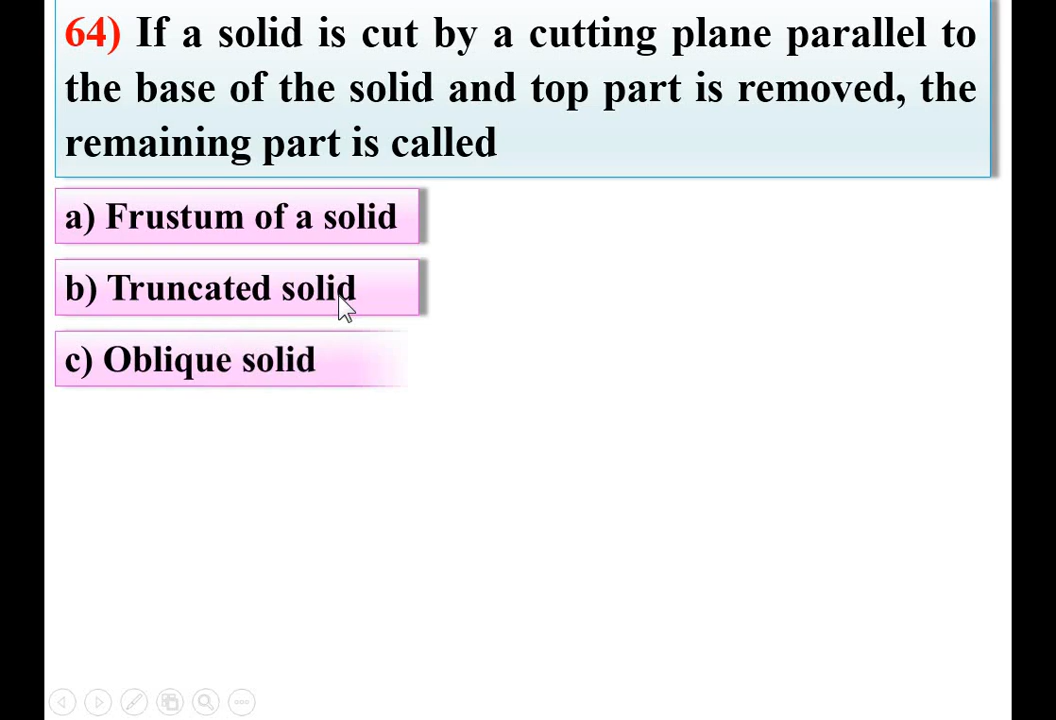 64) If a solid is cut by a cutting plane parallel to
the base of the solid and top part is removed, the
remaining part is called
a) Frustum of a solid
b) Truncated solid
c) Oblique solid